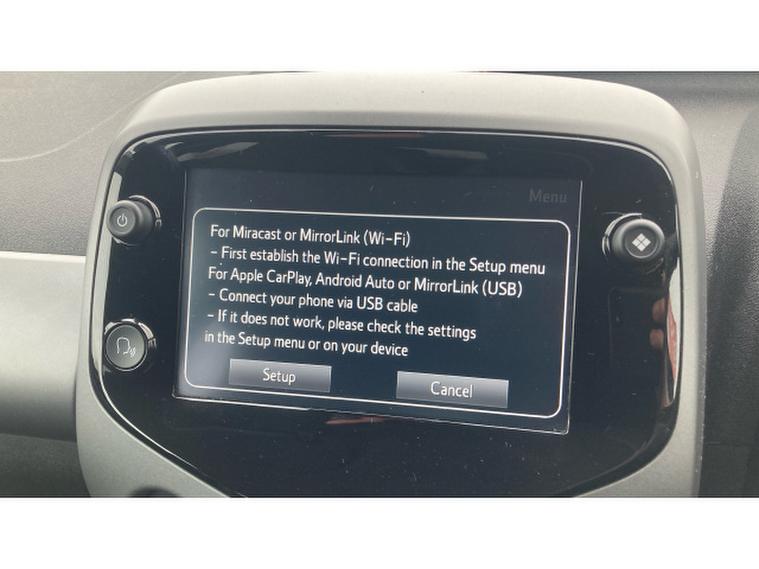 Menu
For Miracast or MirrorLink (Wi-Fi)
- First establish the Wi-Fi connection in the Setup menu
For Apple CarPlay, Android Auto or MirrorLink (USB)
- Connect your phone via USB cable
- If it does not work, please check the settings
in the Setup menu or on your device
Setup
Cancel